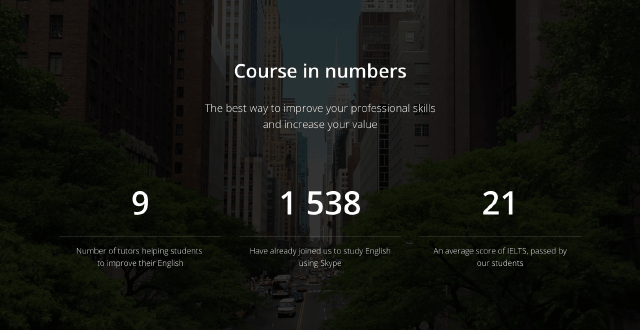 Course in numbers
The best way to improve your professional skills
and increase your value
9
1 538
21
Number of tutors helping students
to improve their English
Have already joined us to study English
using Skype
An average score of IELTS, passed by
our students